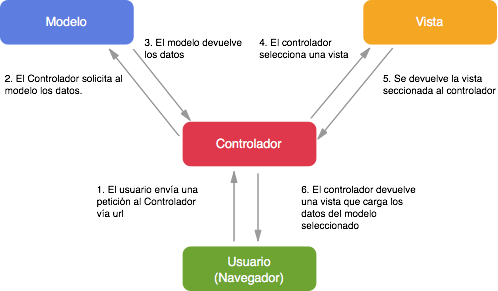 Modelo
Vista
3. El modelo devuelve
los datos
4. El controlador
selecciona una vista
2. El Controlador solicita al
modelo los datos.
5. Se devuelve la vista
seccionada al controlador
Controlador
1. El usuario envía una
petición al Controlador
vía url
6. El controlador devuelve
una vista que carga los
datos del modelo
seleccionado
Usuario
(Navegador)